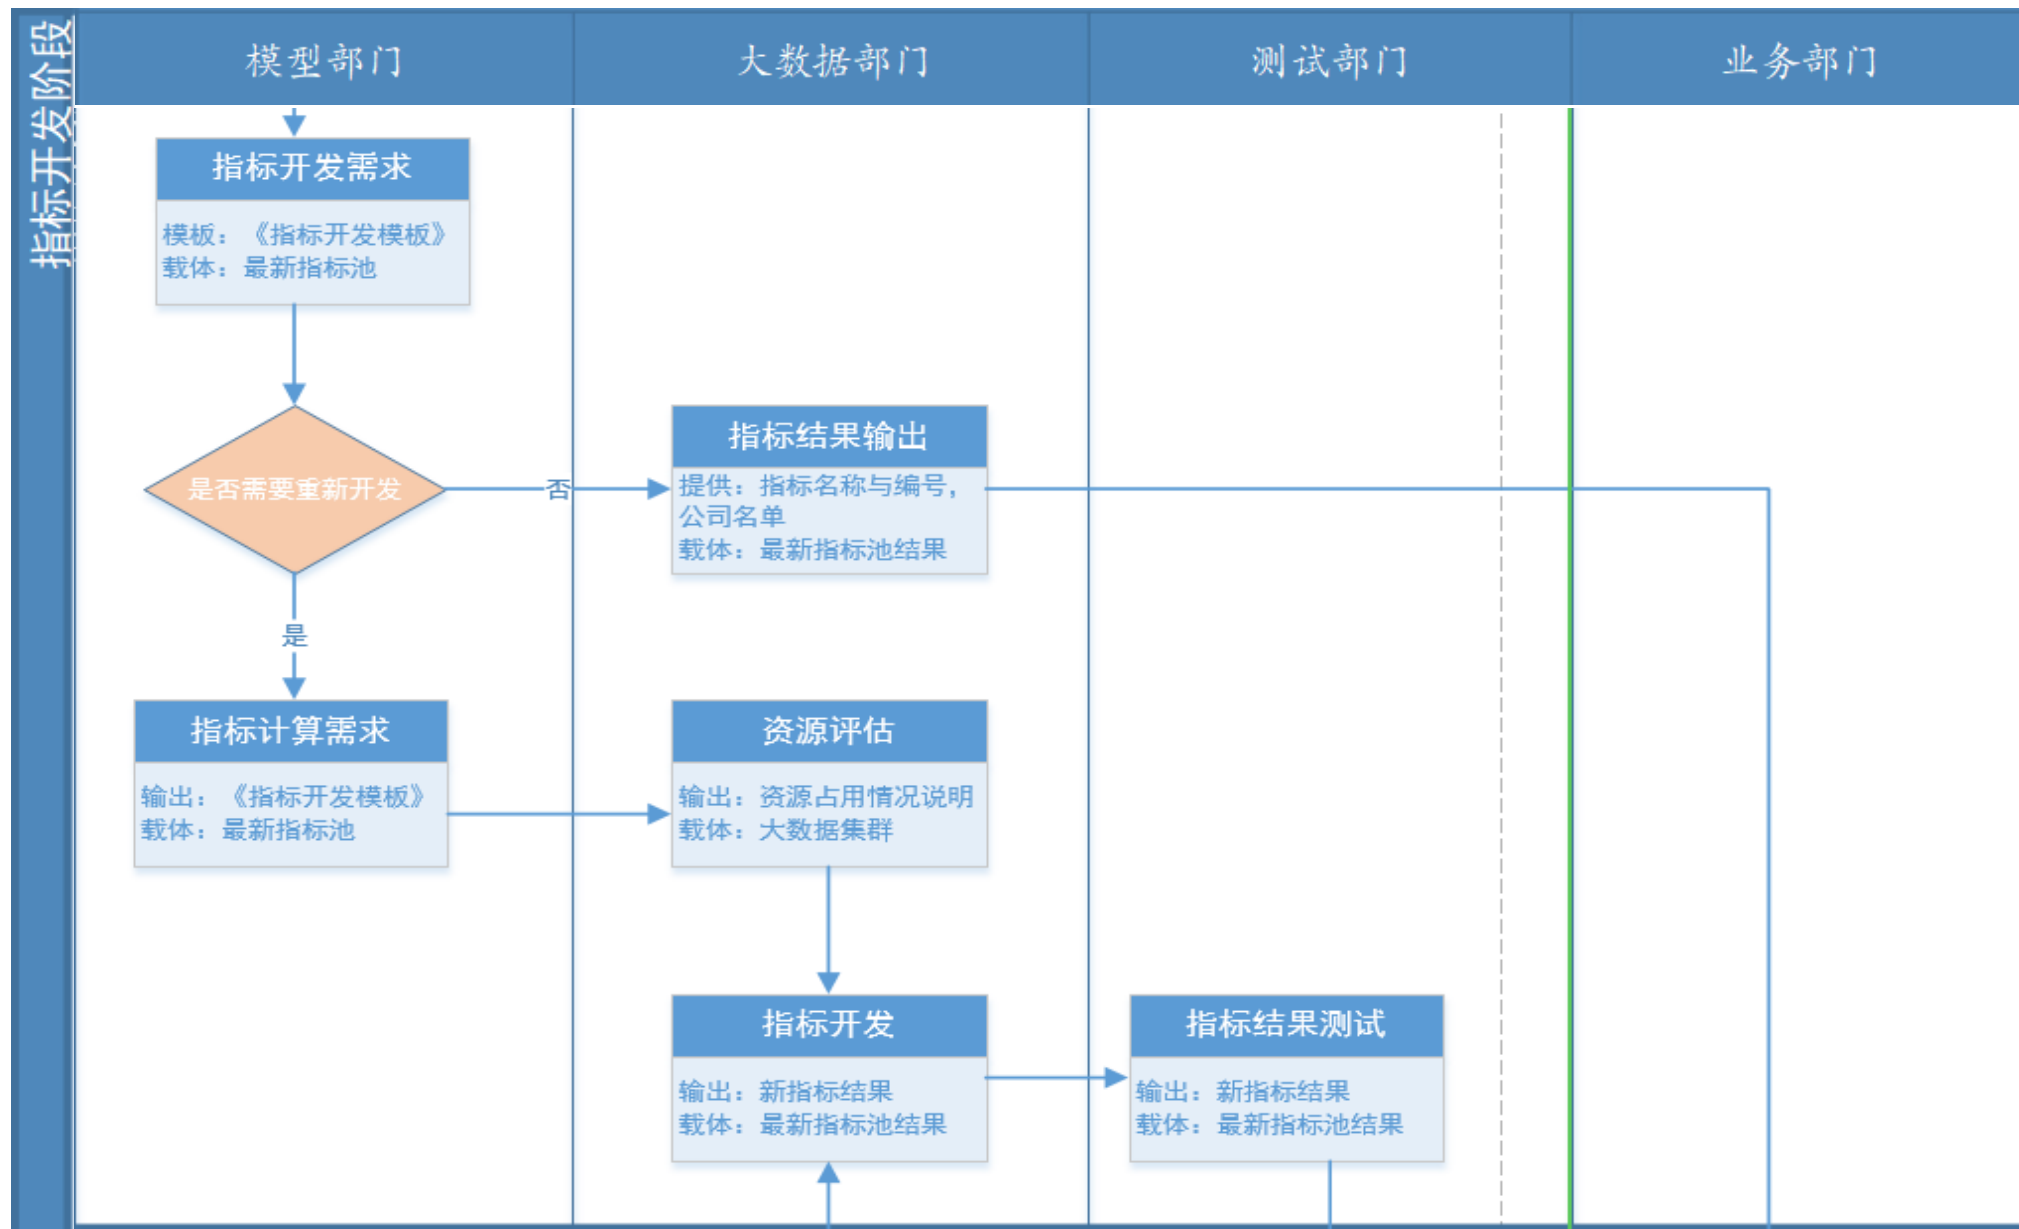 指标开发阶段
模型部门
大数据部门
测试部门
业务部门
指标开发需求
模板：《指标开发模板》
载体：最新指标池
是否需要重新开发
否
指标结果输出
提供：指标名称与编号，
公司名单
载体：最新指标池结果
是
指标计算需求
输出：《指标开发模板》
载体：最新指标池
资源评估
输出：资源占用情况说明
载体：大数据集群
指标开发
输出：新指标结果
载体：最新指标池结果
指标结果测试
输出：新指标结果
载体：最新指标池结果